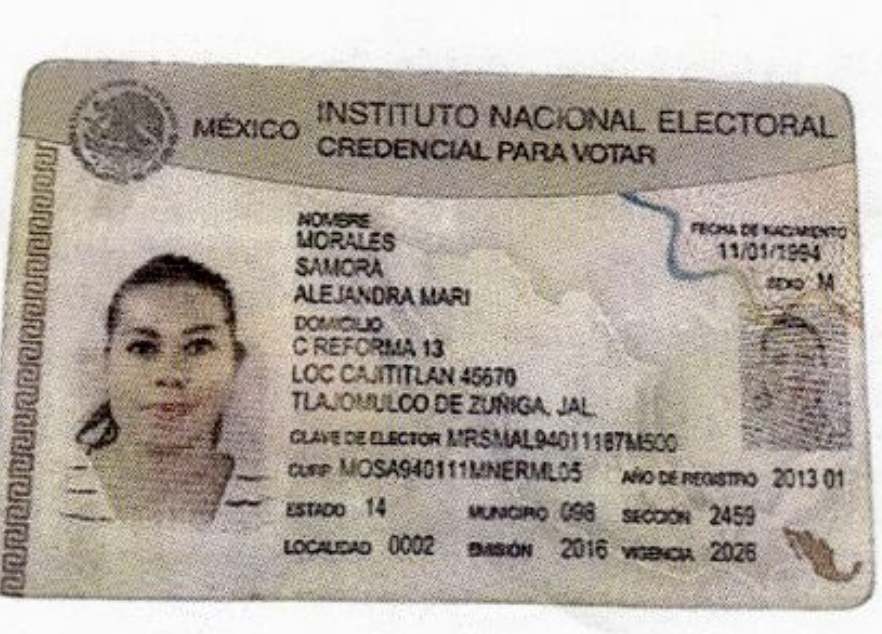 MÉXICO INSTITUTO NACIONAL ELECTORAL
CREDENCIAL PARA VOTAR
NOMBRE
MORALES
SAMORA
ALEJANDRA MARI
DOMICILIO
C REFORMA 13
LOC CAJITITLAN 45670
TLAJOMULCO DE ZUÑIGA, JAL.
FECHA DE NACIMIENTO
11/01/1994
SEXO M
CLAVE DE ELECTOR MRSMAL94011187M500
CURP MOSA940111MNERML05 AÑO DE REGISTRO 2013 01
ESTADO 14 MUNICIPIO 098 SECCIÓN 2459
LOCALIDAD 0002 EMISIÓN 2016 VIGENCIA 2026